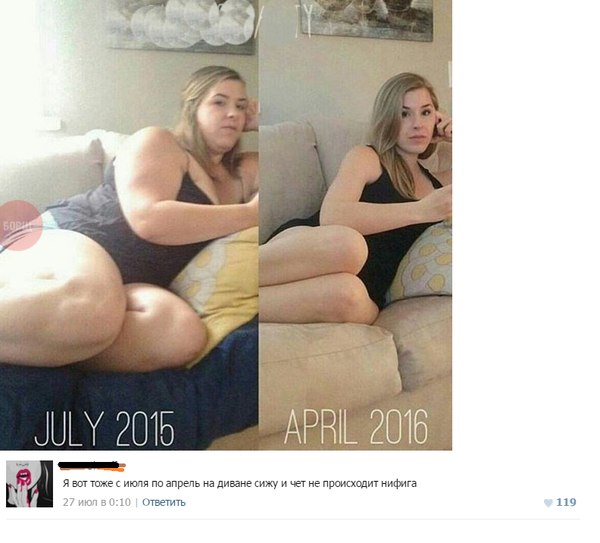 JULY 2015
APRIL 2016
Я вот тоже с июля по апрель на диване сижу и чет не происходит нифига
27 июл в 0:10 | Ответить
119